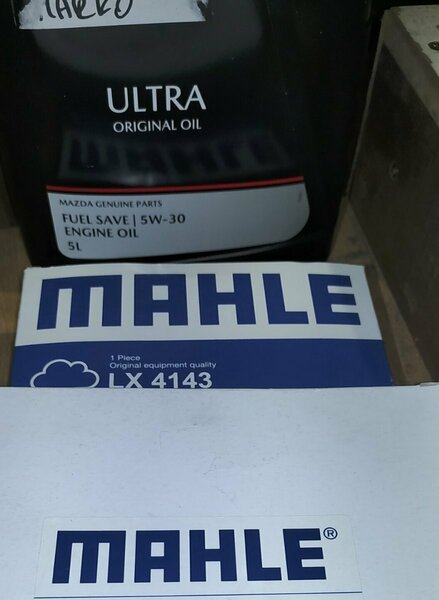 ULTRA
ORIGINAL OIL
MAZDA GENUINE PARTS
FUEL SAVE | 5W-30
ENGINE OIL
5L
MAHLE
1 Piece
Original equipment quality
LX 4143
MAHLE®